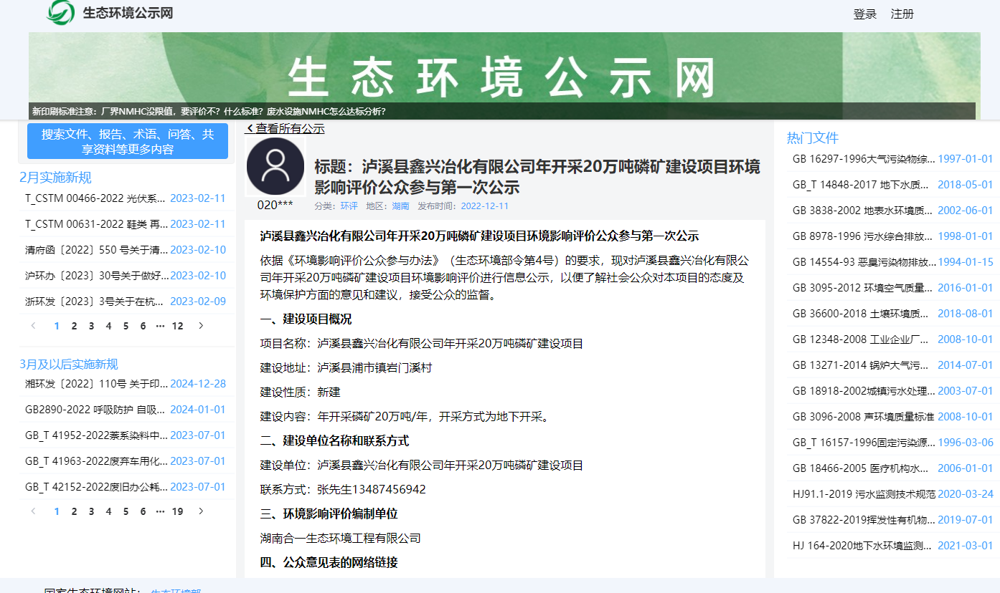 生态环境公示网
登录 注册
生态环境公示网
新印刷标准注意：厂界NMHC没限值，要评价不？什么标准？废水设施NMHC怎么达标分析？
搜索文件、报告、术语、问答、共
享资料等更多内容
2月实施新规
T_CSTM 00466-2022 光伏系... 2023-02-11
T_CSTM 00631-2022 鞋类 再... 2023-02-11
清府函〔2022〕550 号关于清... 2023-02-10
沪环办〔2023〕30号关于做好... 2023-02-10
浙环发〔2023〕3号关于在杭... 2023-02-09
1 2 3 4 5 6 ··· 12
3月及以后实施新规
湘环发〔2022〕110号 关于印... 2024-12-28
GB2890-2022 呼吸防护 自吸... 2024-01-01
GB_T 41952-2022萘系染料中... 2023-07-01
GB_T 41963-2022废弃车用化... 2023-07-01
GB_T 42152-2022废旧办公耗... 2023-07-01
1 2 3 4 5 6 ··· 19
查看所有公示
020***
标题：泸溪县鑫兴冶化有限公司年开采20万吨磷矿建设项目环境
影响评价公众参与第一次公示
分类：环评 地区：湖南 发布时间：2022-12-11
泸溪县鑫兴冶化有限公司年开采20万吨磷矿建设项目环境影响评价公众参与第一次公示
依据《环境影响评价公众参与办法》（生态环境部令第4号）的要求，现对泸溪县鑫兴冶化有限公
司年开采20万吨磷矿建设项目环境影响评价进行信息公示，以便了解社会公众对本项目的态度及
环境保护方面的意见和建议，接受公众的监督。
一、建设项目概况
项目名称：泸溪县鑫兴冶化有限公司年开采20万吨磷矿建设项目
建设地址：泸溪县浦市镇岩门溪村
建设性质：新建
建设内容：年开采磷矿20万吨/年，开采方式为地下开采。
二、建设单位名称和联系方式
建设单位：泸溪县鑫兴冶化有限公司年开采20万吨磷矿建设项目
联系方式：张先生13487456942
三、环境影响评价编制单位
湖南合一生态环境工程有限公司
四、公众意见表的网络链接
热门文件
GB 16297-1996大气污染物综... 1997-01-01
GB_T 14848-2017 地下水质... 2018-05-01
GB 3838-2002 地表水环境质... 2002-06-01
GB 8978-1996 污水综合排放... 1998-01-01
GB 14554-93 恶臭污染物排放... 1994-01-15
GB 3095-2012 环境空气质量... 2016-01-01
GB 36600-2018 土壤环境质... 2018-08-01
GB 12348-2008 工业企业厂... 2008-10-01
GB 13271-2014 锅炉大气污... 2014-07-01
GB 18918-2002城镇污水处理... 2003-07-01
GB 3096-2008 声环境质量标准 2008-10-01
GB_T 16157-1996固定污染源... 1996-03-06
GB 18466-2005 医疗机构水... 2006-01-01
HJ91.1-2019 污水监测技术规范 2020-03-24
GB 37822-2019挥发性有机物... 2019-07-01
HJ 164-2020地下水环境监测... 2021-03-01
国家生态环境网站： 生态环境部